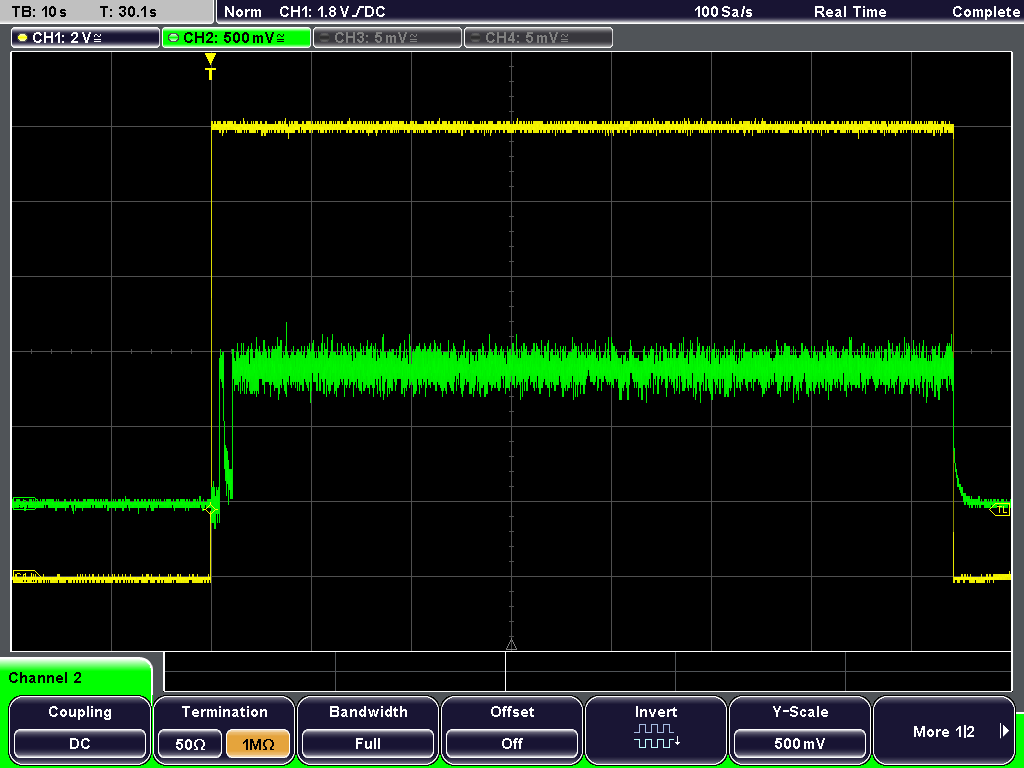 TB: 10 s T: 30.1 s Norm CH1: 1.8 V DC 100 Sa/s Real Time Complete
CH1: 2 V CH2: 500 mV CH3: 5 mV CH4: 5 mV
T
TL
Channel 2
Coupling Termination Bandwidth Offset Invert Y-Scale
DC 50Ω 1MΩ Full Off 500 mV More 1|2